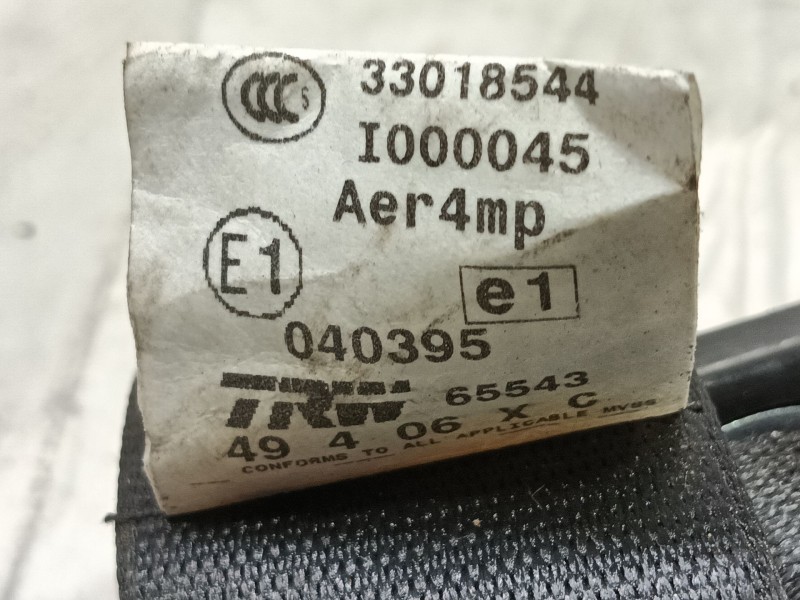 CCC S 33018544
I000045
Aer4mp
E1 e1
040395
TRW 65543
49 4 06 X C
CONFORMS TO ALL APPLICABLE MVSS